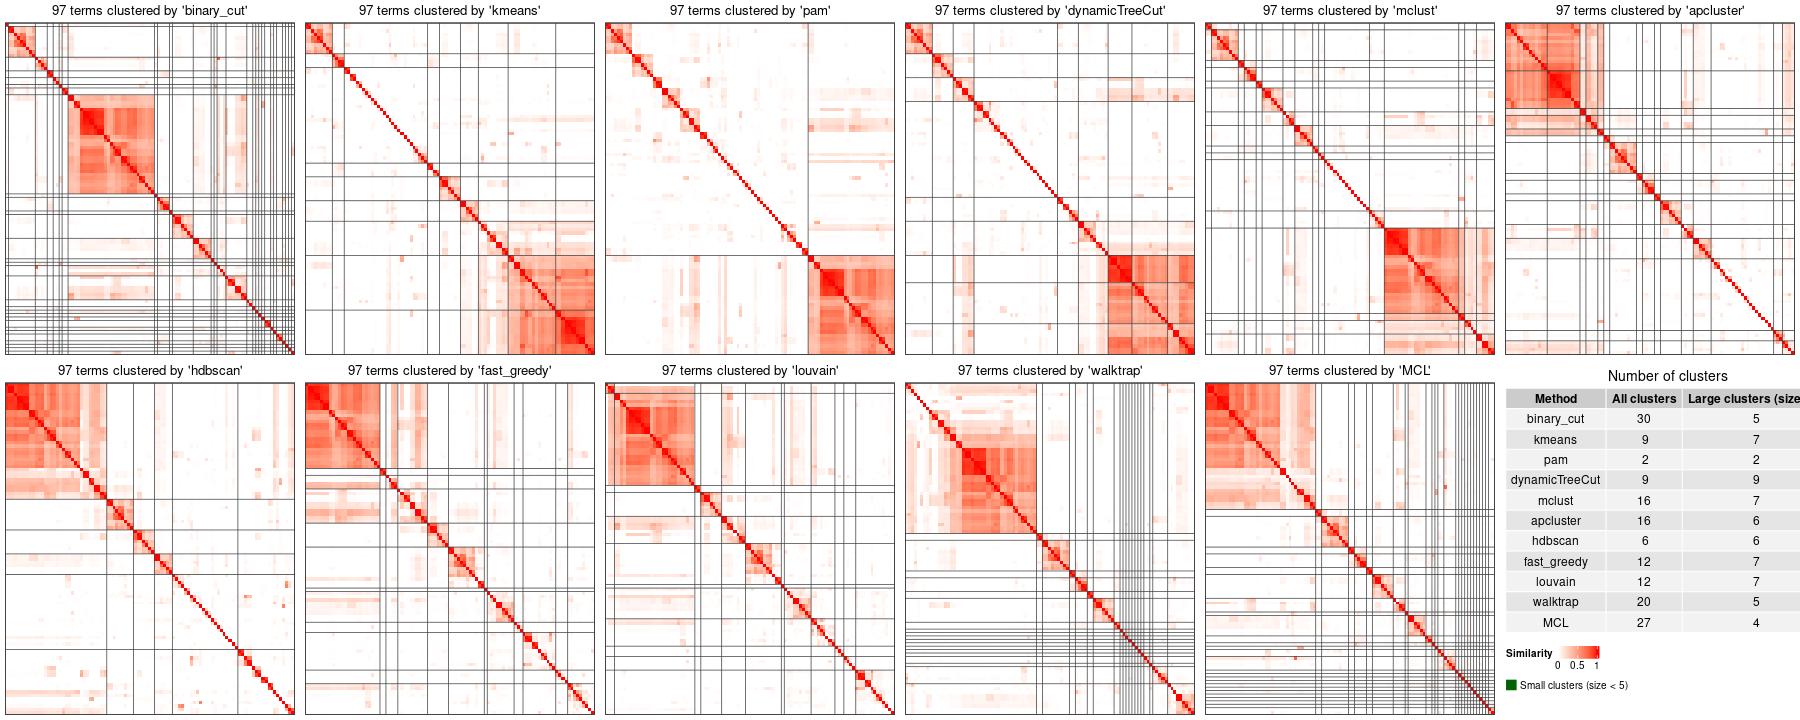 97 terms clustered by 'binary_cut'
97 terms clustered by 'kmeans'
97 terms clustered by 'pam'
97 terms clustered by 'dynamicTreeCut'
97 terms clustered by 'mclust'
97 terms clustered by 'apcluster'
97 terms clustered by 'hdbscan'
97 terms clustered by 'fast_greedy'
97 terms clustered by 'louvain'
97 terms clustered by 'walktrap'
97 terms clustered by 'MCL'
Number of clusters
Method All clusters Large clusters (size
binary_cut 30 5
kmeans 9 7
pam 2 2
dynamicTreeCut 9 9
mclust 16 7
apcluster 16 6
hdbscan 6 6
fast_greedy 12 7
louvain 12 7
walktrap 20 5
MCL 27 4
Similarity
0 0.5 1
Small clusters (size < 5)